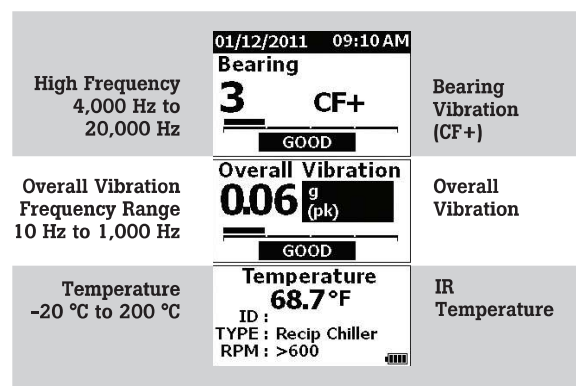 High Frequency
4,000 Hz to
20,000 Hz
01/12/2011 09:10 AM
Bearing
3 CF+
GOOD
Bearing
Vibration
(CF+)
Overall Vibration
Frequency Range
10 Hz to 1,000 Hz
Overall Vibration
0.06 g
(pk)
GOOD
Overall
Vibration
Temperature
–20 °C to 200 °C
Temperature
68.7°F
ID :
TYPE : Recip Chiller
RPM : >600
IR
Temperature